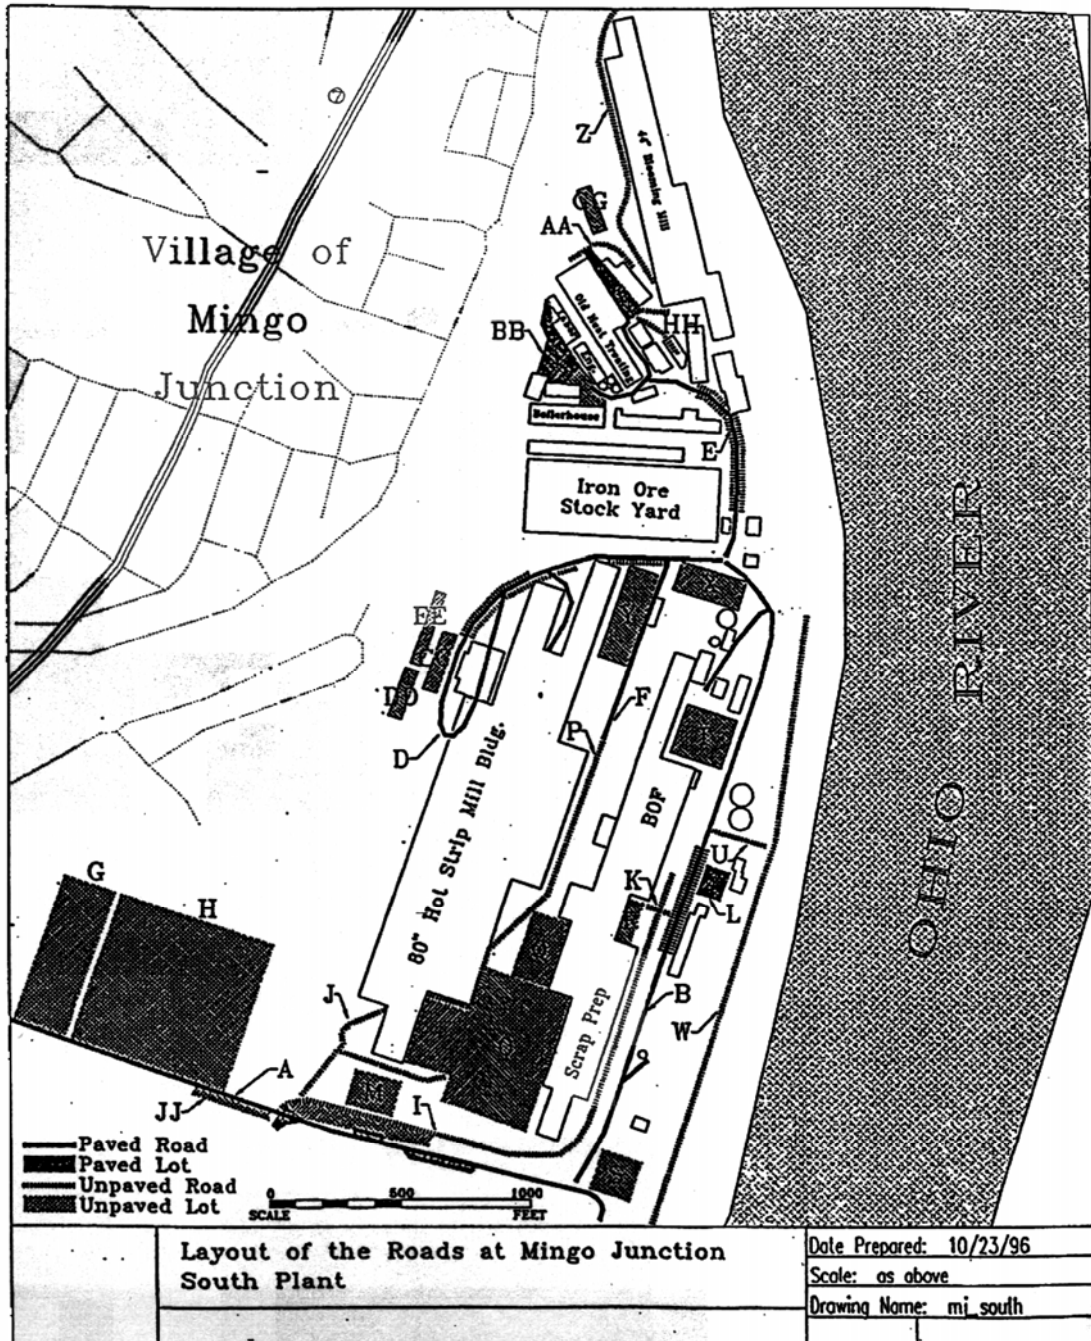 Z
44" Blooming Mill
GG
AA
Village of
Mingo
Junction
HH
BB
Boilerhouse
E
Iron Ore
Stock Yard
EE
DD
D
F
P
80" Hot Strip Mill Bldg.
BOF
OHIO RIVER
U
K
L
G
H
J
B
W
Scrap Prep
A
M
I
JJ
Paved Road
Paved Lot
Unpaved Road
Unpaved Lot
0 500 1000
SCALE FEET
Layout of the Roads at Mingo Junction
South Plant
Date Prepared: 10/23/96
Scale: as above
Drawing Name: mj_south